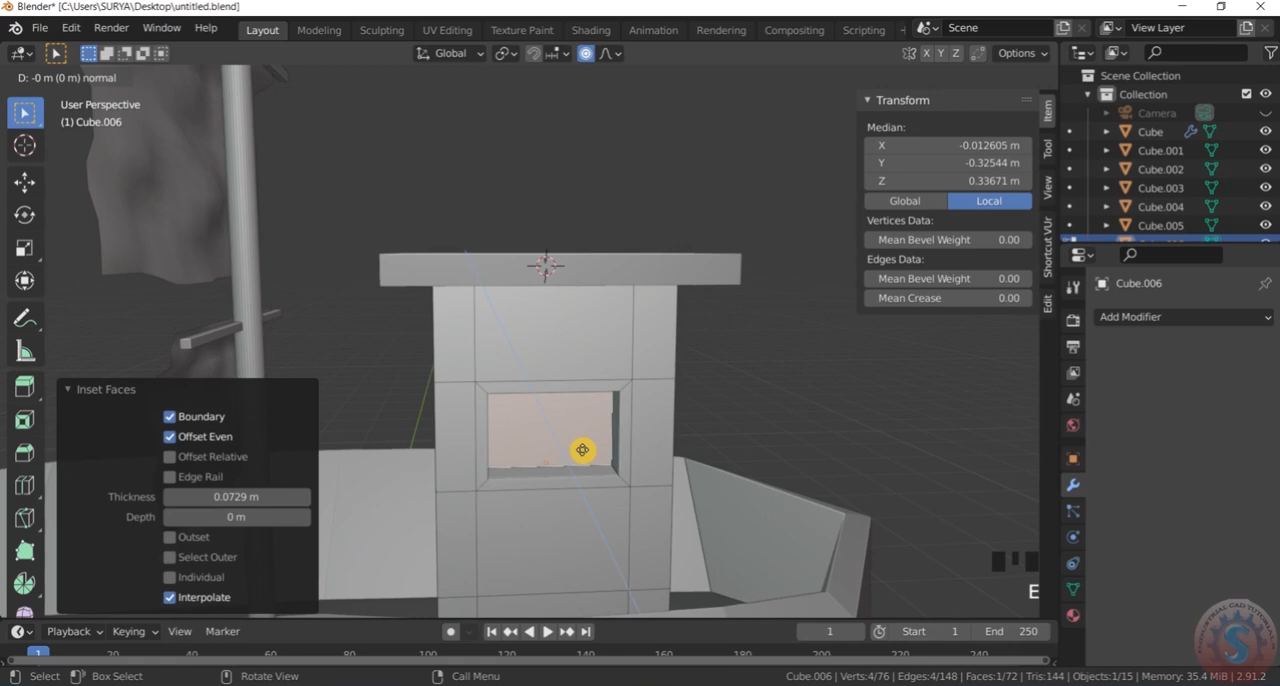 Blender* [C:\Users\SURYA\Desktop\untitled.blend]
File Edit Render Window Help Layout Modeling Sculpting UV Editing Texture Paint Shading Animation Rendering Compositing Scripting Scene View Layer
Global X Y Z Options
D: -0 m (0 m) normal
User Perspective
(1) Cube.006
Transform
Median:
X -0.012605 m
Y -0.32544 m
Z 0.33671 m
Global Local
Vertices Data:
Mean Bevel Weight 0.00
Edges Data:
Mean Bevel Weight 0.00
Mean Crease 0.00
Item
Tool
View
Shortcut VUr
Edit
Scene Collection
Collection
Camera
Cube
Cube.001
Cube.002
Cube.003
Cube.004
Cube.005
Cube.006
Add Modifier
Inset Faces
Boundary
Offset Even
Offset Relative
Edge Rail
Thickness 0.0729 m
Depth 0 m
Outset
Select Outer
Individual
Interpolate
E
Playback Keying View Marker 1 Start 1 End 250
1 20 60 80 100 120 140 160 180 200 220 240
Select Box Select Rotate View Call Menu Cube.006 | Verts:4/76 | Edges:4/148 | Faces:1/72 | Tris:144 | Objects:1/15 | Memory: 35.4 MiB | 2.91.2